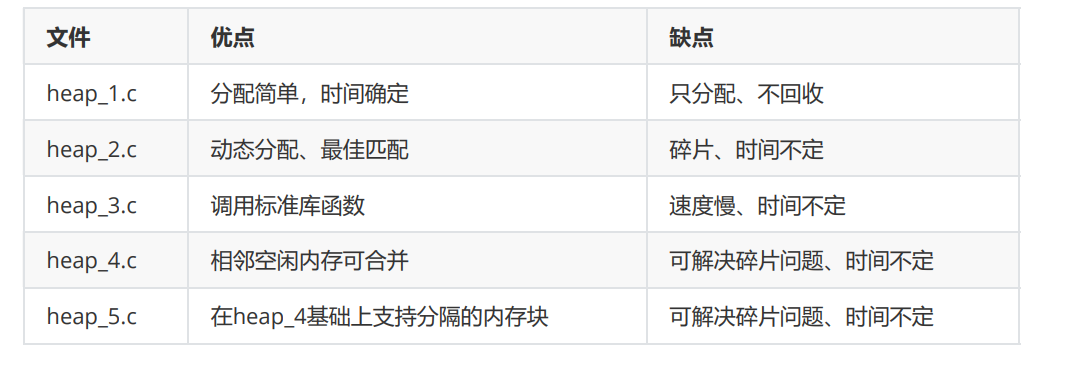 文件 优点 缺点
heap_1.c 分配简单，时间确定 只分配、不回收
heap_2.c 动态分配、最佳匹配 碎片、时间不定
heap_3.c 调用标准库函数 速度慢、时间不定
heap_4.c 相邻空闲内存可合并 可解决碎片问题、时间不定
heap_5.c 在heap_4基础上支持分隔的内存块 可解决碎片问题、时间不定